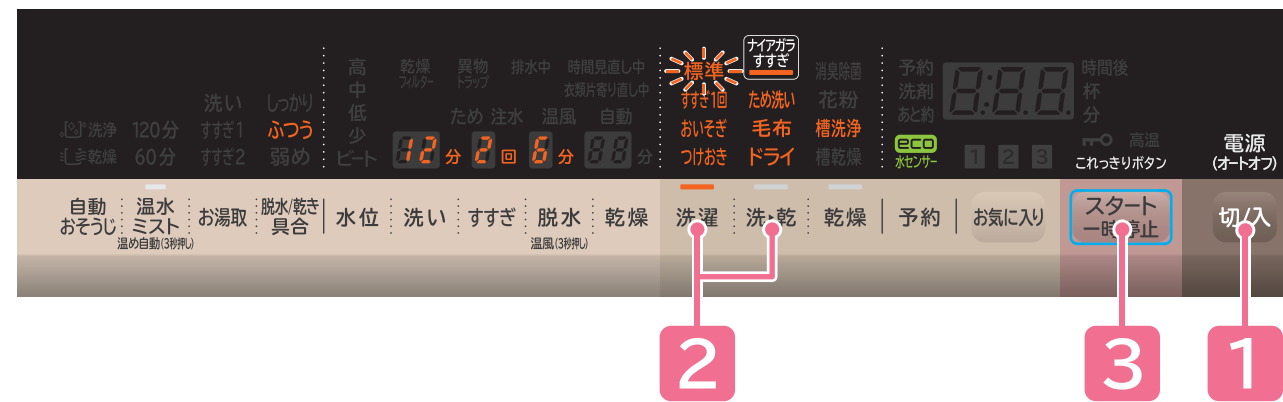 洗浄
乾燥
120分
60分
洗い
すすぎ1
すすぎ2
しっかり
ふつう
弱め
高
中
低
少
ビート
乾燥
フィルター
異物
トラップ
排水中
時間見直し中
衣類片寄り直し中
ため 注水 温風 自動
12分 2回 6分 88分
標準
すすぎ1回
おいそぎ
つけおき
ナイアガラ
すすぎ
ため洗い
毛布
ドライ
消臭除菌
花粉
槽洗浄
槽乾燥
予約
洗剤
あと約
8:88
時間後
杯
分
eco
水センサー
1 2 3
高温
これっきりボタン
電源
(オートオフ)
自動
おそうじ
温水
ミスト
温め自動(3秒押し)
お湯取
脱水/乾き
具合
水位
洗い
すすぎ
脱水
温風(3秒押し)
乾燥
洗濯
洗▸乾
乾燥
予約
お気に入り
スタート
一時停止
切/入
2
3
1